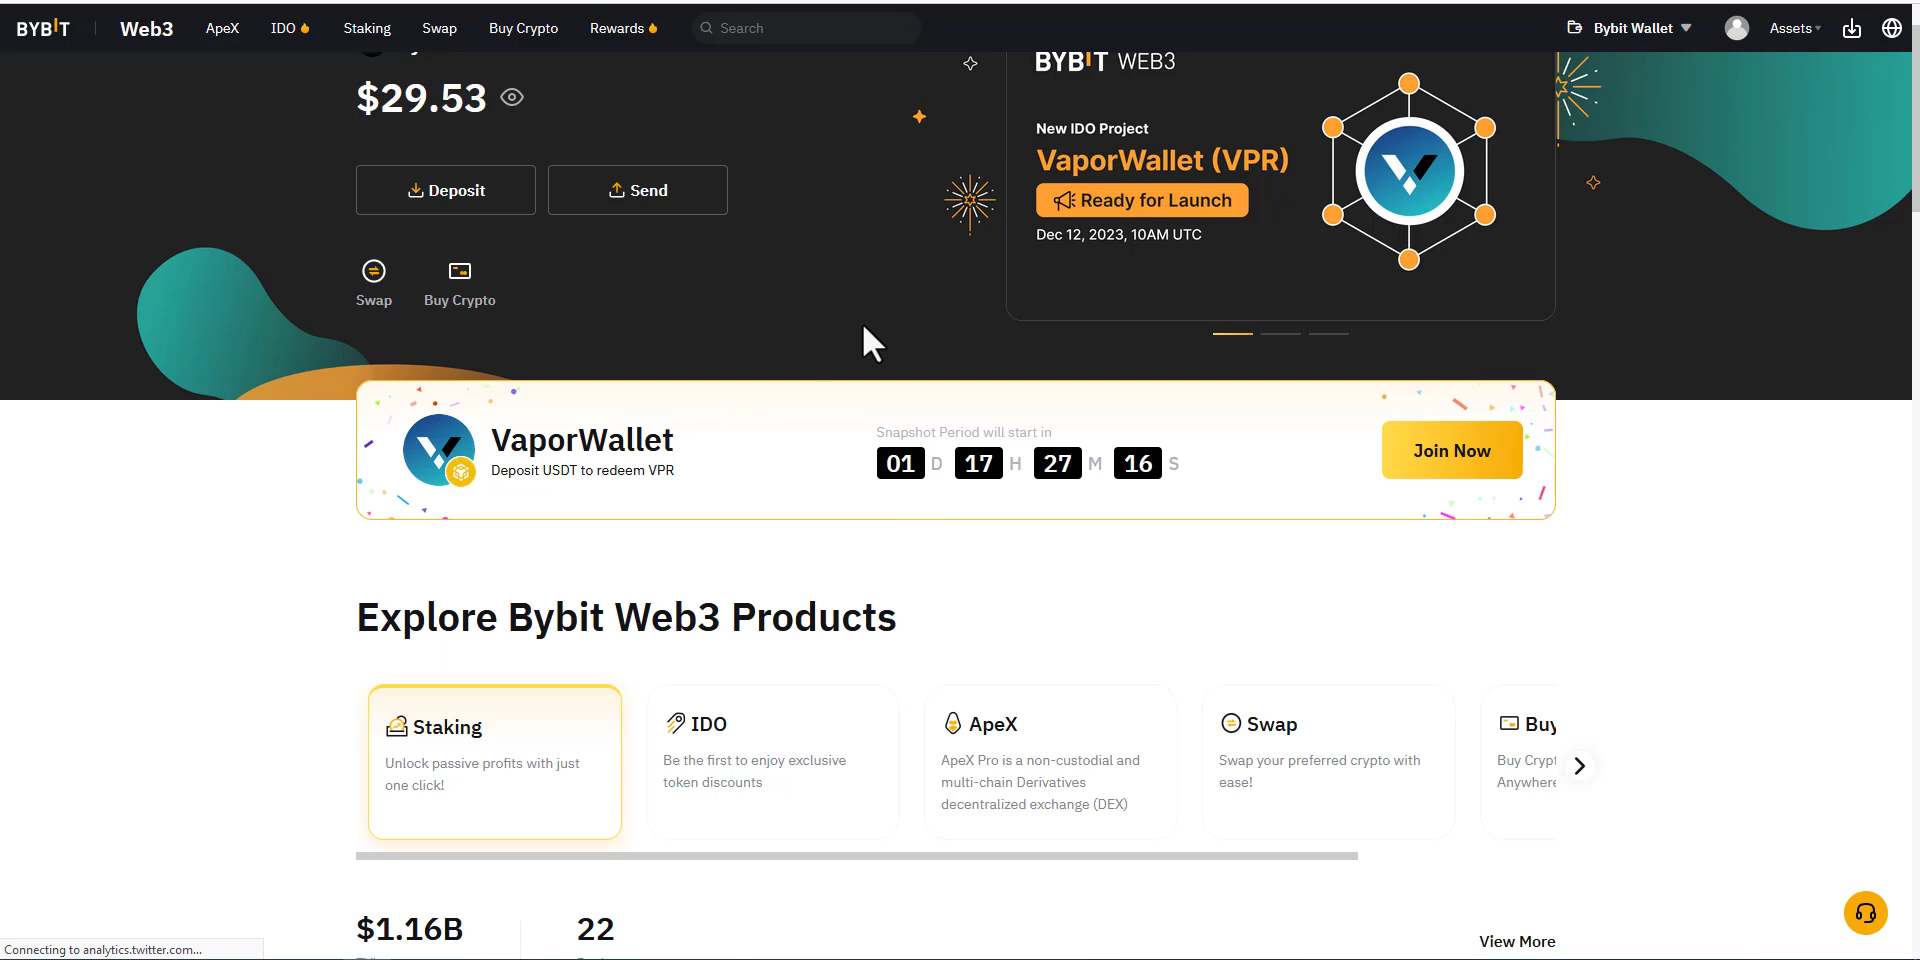 BYBIT Web3 ApeX IDO Staking Swap Buy Crypto Rewards Search Bybit Wallet Assets
$29.53
Deposit Send
Swap Buy Crypto
BYBIT WEB3
New IDO Project
VaporWallet (VPR)
Ready for Launch
Dec 12, 2023, 10AM UTC
VaporWallet
Deposit USDT to redeem VPR
Snapshot Period will start in
01 D 17 H 27 M 16 S
Join Now
Explore Bybit Web3 Products
Staking
Unlock passive profits with just
one click!
IDO
Be the first to enjoy exclusive
token discounts
ApeX
ApeX Pro is a non-custodial and
multi-chain Derivatives
decentralized exchange (DEX)
Swap
Swap your preferred crypto with
ease!
Buy
Buy Crypt
Anywhere
$1.16B
22
View More
Connecting to analytics.twitter.com...